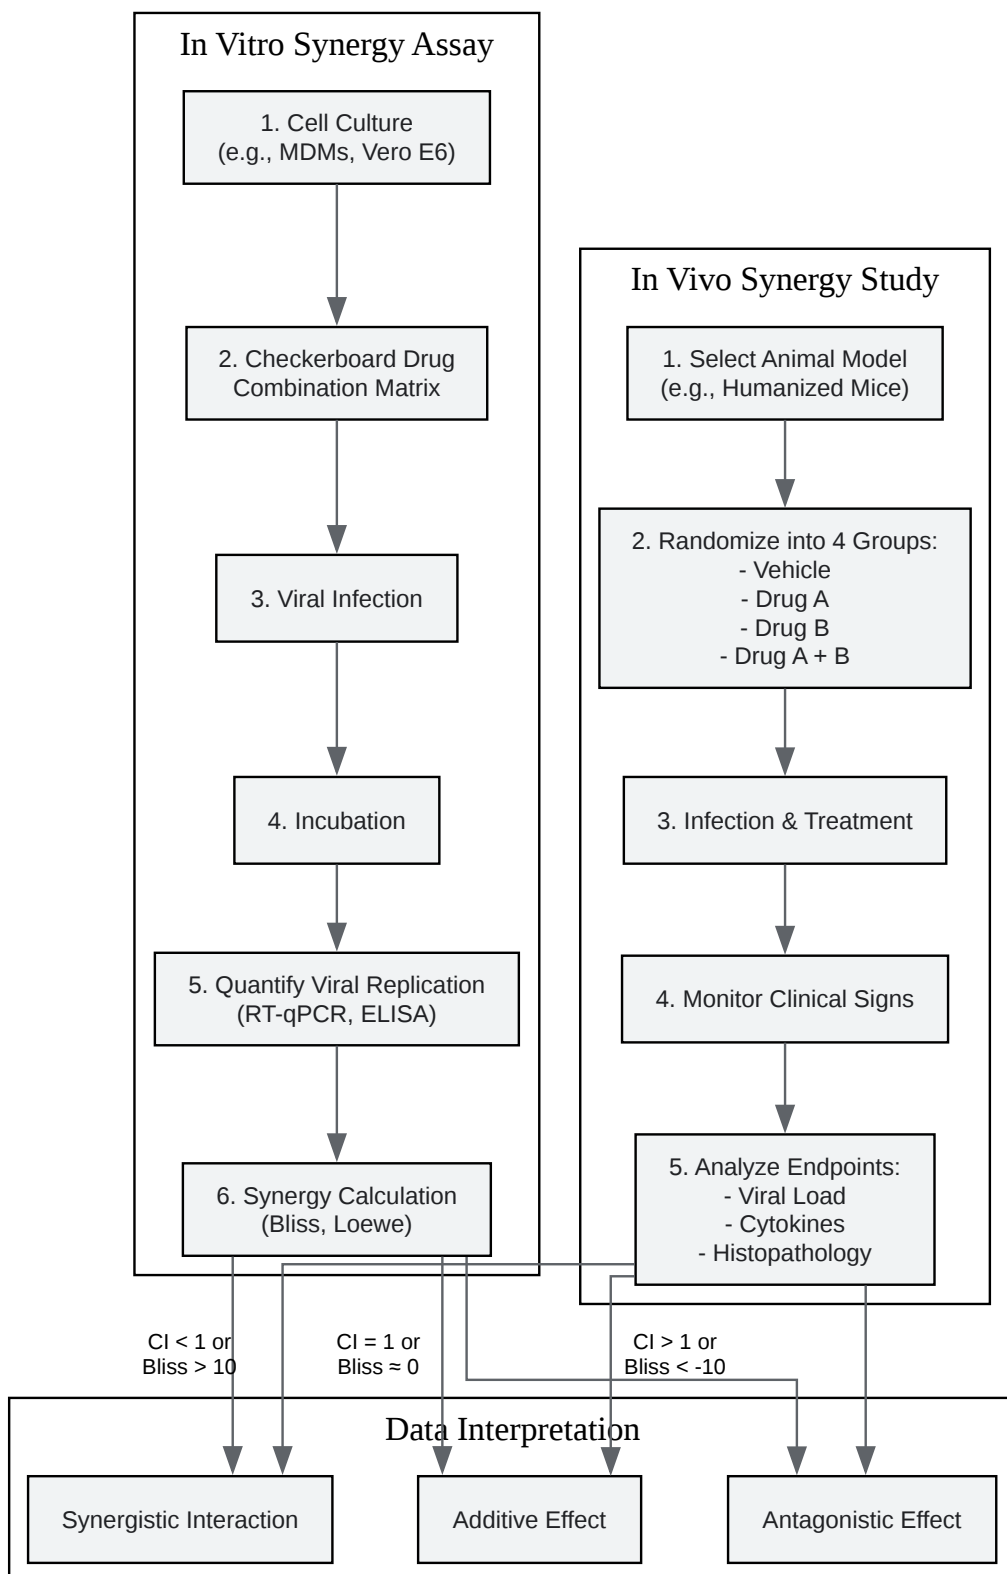 In Vitro Synergy Assay
1. Cell Culture
(e.g., MDMs, Vero E6)
2. Checkerboard Drug
Combination Matrix
3. Viral Infection
4. Incubation
5. Quantify Viral Replication
(RT-qPCR, ELISA)
6. Synergy Calculation
(Bliss, Loewe)
In Vivo Synergy Study
1. Select Animal Model
(e.g., Humanized Mice)
2. Randomize into 4 Groups:
- Vehicle
- Drug A
- Drug B
- Drug A + B
3. Infection & Treatment
4. Monitor Clinical Signs
5. Analyze Endpoints:
- Viral Load
- Cytokines
- Histopathology
CI < 1 or
Bliss > 10
CI = 1 or
Bliss ≈ 0
CI > 1 or
Bliss < -10
Data Interpretation
Synergistic Interaction
Additive Effect
Antagonistic Effect